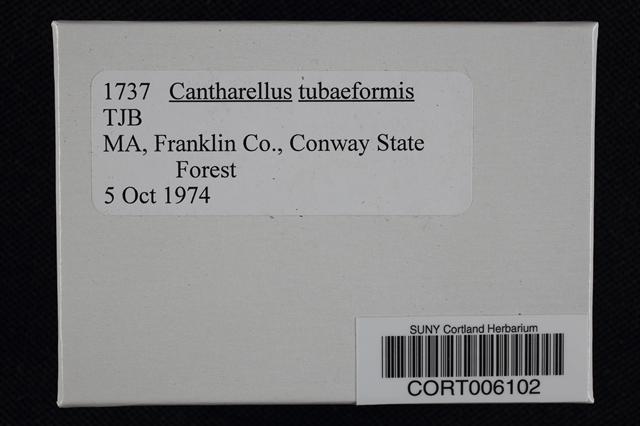 1737 Cantharellus tubaeformis
TJB
MA, Franklin Co., Conway State
Forest
5 Oct 1974
SUNY Cortland Herbarium
CORT006102